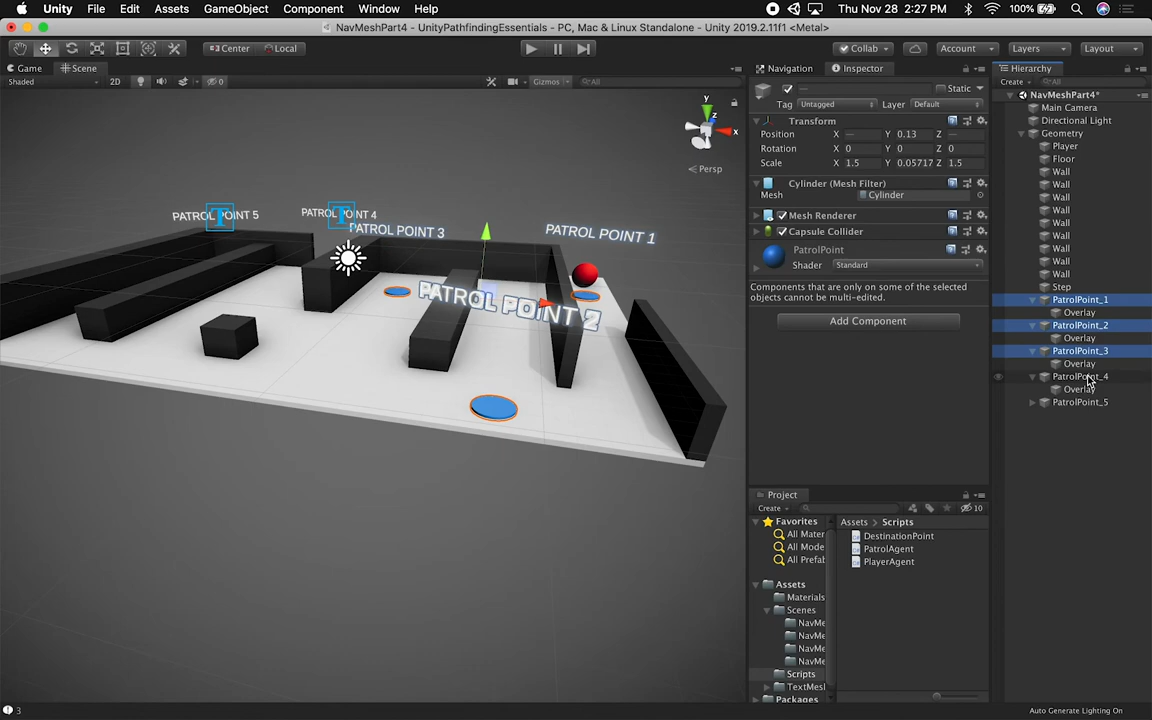 Unity File Edit Assets GameObject Component Window Help
100% Thu Nov 28 2:27 PM
NavMeshPart4 - UnityPathfindingEssentials - PC, Mac & Linux Standalone - Unity 2019.2.11f1 <Metal>
Center Local
Collab Account Layers Layout
Game Scene
Shaded 2D 0 Gizmos All
Navigation Inspector
— Static
Tag Untagged Layer Default
Transform
Position X — Y 0.13 Z —
Rotation X 0 Y 0 Z 0
Scale X 1.5 Y 0.05717 Z 1.5
Cylinder (Mesh Filter)
Mesh Cylinder
Mesh Renderer
Capsule Collider
PatrolPoint
Shader Standard
Components that are only on some of the selected
objects cannot be multi-edited.
Add Component
Hierarchy
Create All
NavMeshPart4*
Main Camera
Directional Light
Geometry
Player
Floor
Wall
Wall
Wall
Wall
Wall
Wall
Wall
Wall
Wall
Step
PatrolPoint_1
Overlay
PatrolPoint_2
Overlay
PatrolPoint_3
Overlay
PatrolPoint_4
Overlay
PatrolPoint_5
y
z
x
Persp
PATROL POINT 5
PATROL POINT 4
PATROL POINT 3
PATROL POINT 1
PATROL POINT 2
Project
Create 10
Favorites
All Mater
All Mode
All Prefab
Assets
Materials
Scenes
NavMe
NavMe
NavMe
NavMe
Scripts
TextMesl
Packages
Assets > Scripts
DestinationPoint
PatrolAgent
PlayerAgent
3
Auto Generate Lighting On